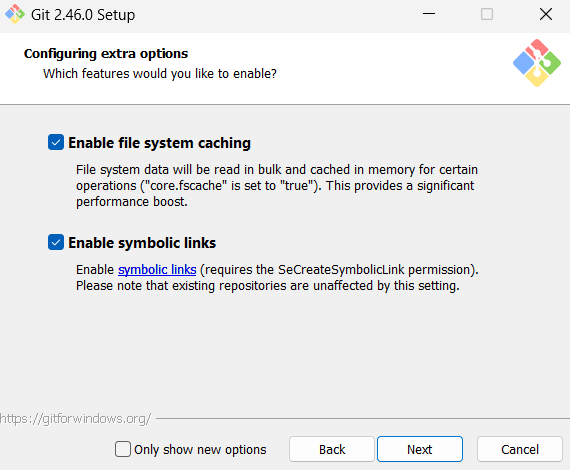 Git 2.46.0 Setup
Configuring extra options
Which features would you like to enable?
Enable file system caching
File system data will be read in bulk and cached in memory for certain
operations ("core.fscache" is set to "true"). This provides a significant
performance boost.
Enable symbolic links
Enable symbolic links (requires the SeCreateSymbolicLink permission).
Please note that existing repositories are unaffected by this setting.
https://gitforwindows.org/
Only show new options Back Next Cancel